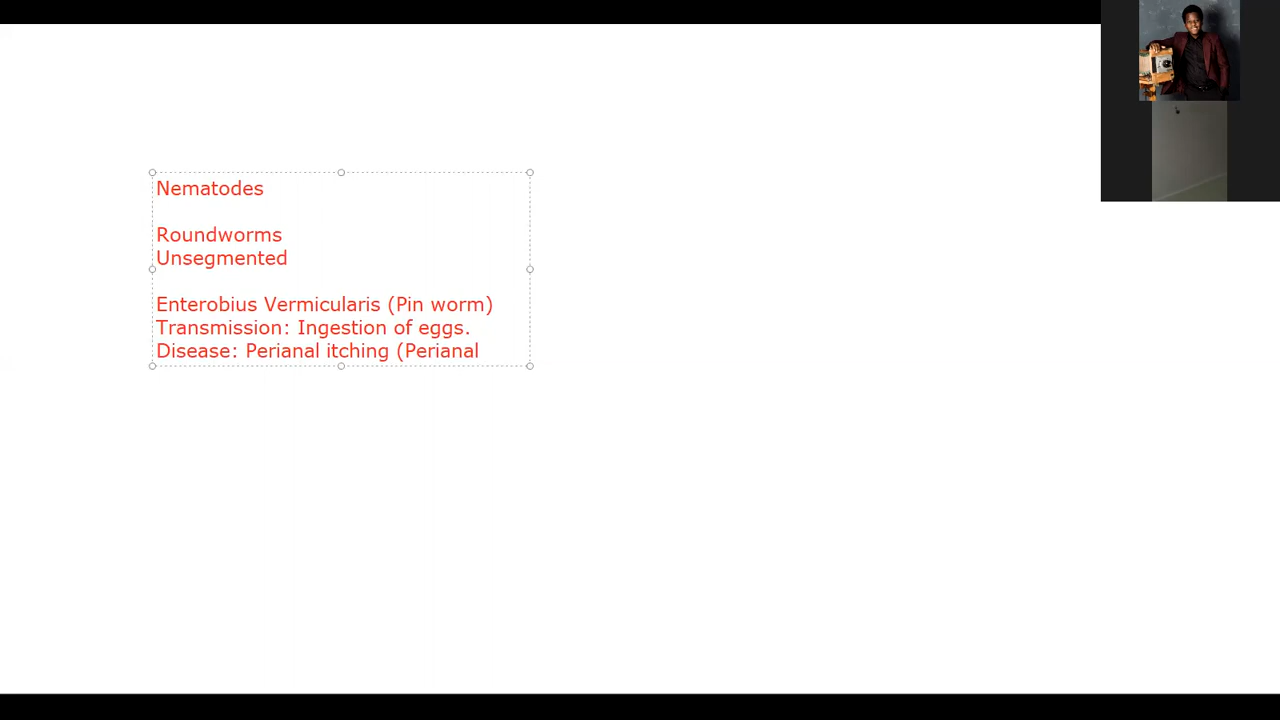 Nematodes
Roundworms
Unsegmented
Enterobius Vermicularis (Pin worm)
Transmission: Ingestion of eggs.
Disease: Perianal itching (Perianal